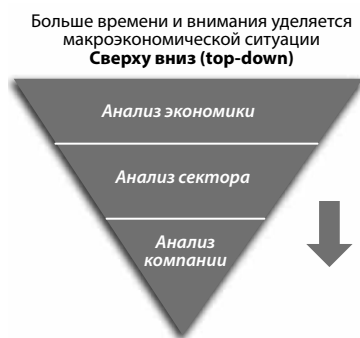 Больше времени и внимания уделяется
макроэкономической ситуации
Сверху вниз (top-down)
Анализ экономики
Анализ сектора
Анализ
компании